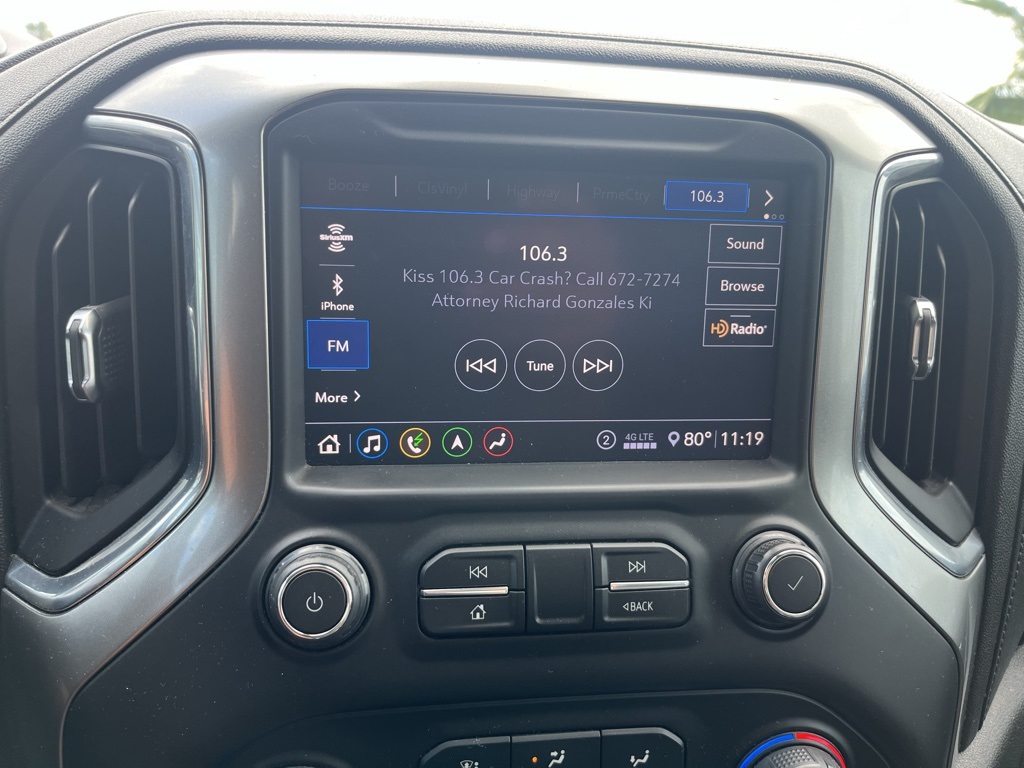 Booze ClsVinyl Highway PrmeCtry 106.3
SiriusXM
iPhone
FM
More
106.3
Kiss 106.3 Car Crash? Call 672-7274
Attorney Richard Gonzales Ki
Tune
Sound
Browse
HD Radio
2 4G LTE 80° 11:19
BACK